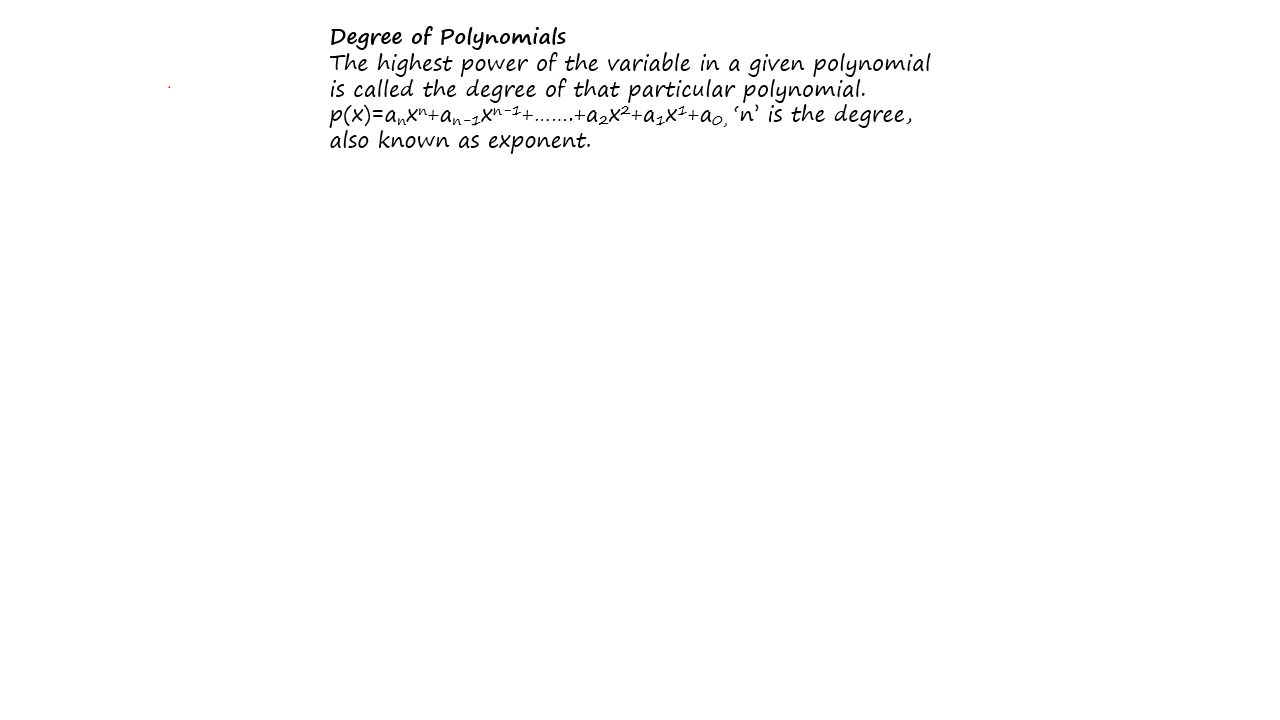 Degree of Polynomials
The highest power of the variable in a given polynomial
is called the degree of that particular polynomial.
p(x)=aₙxⁿ+aₙ₋₁xⁿ⁻¹+…….+a₂x²+a₁x¹+a₀, ‘n’ is the degree,
also known as exponent.